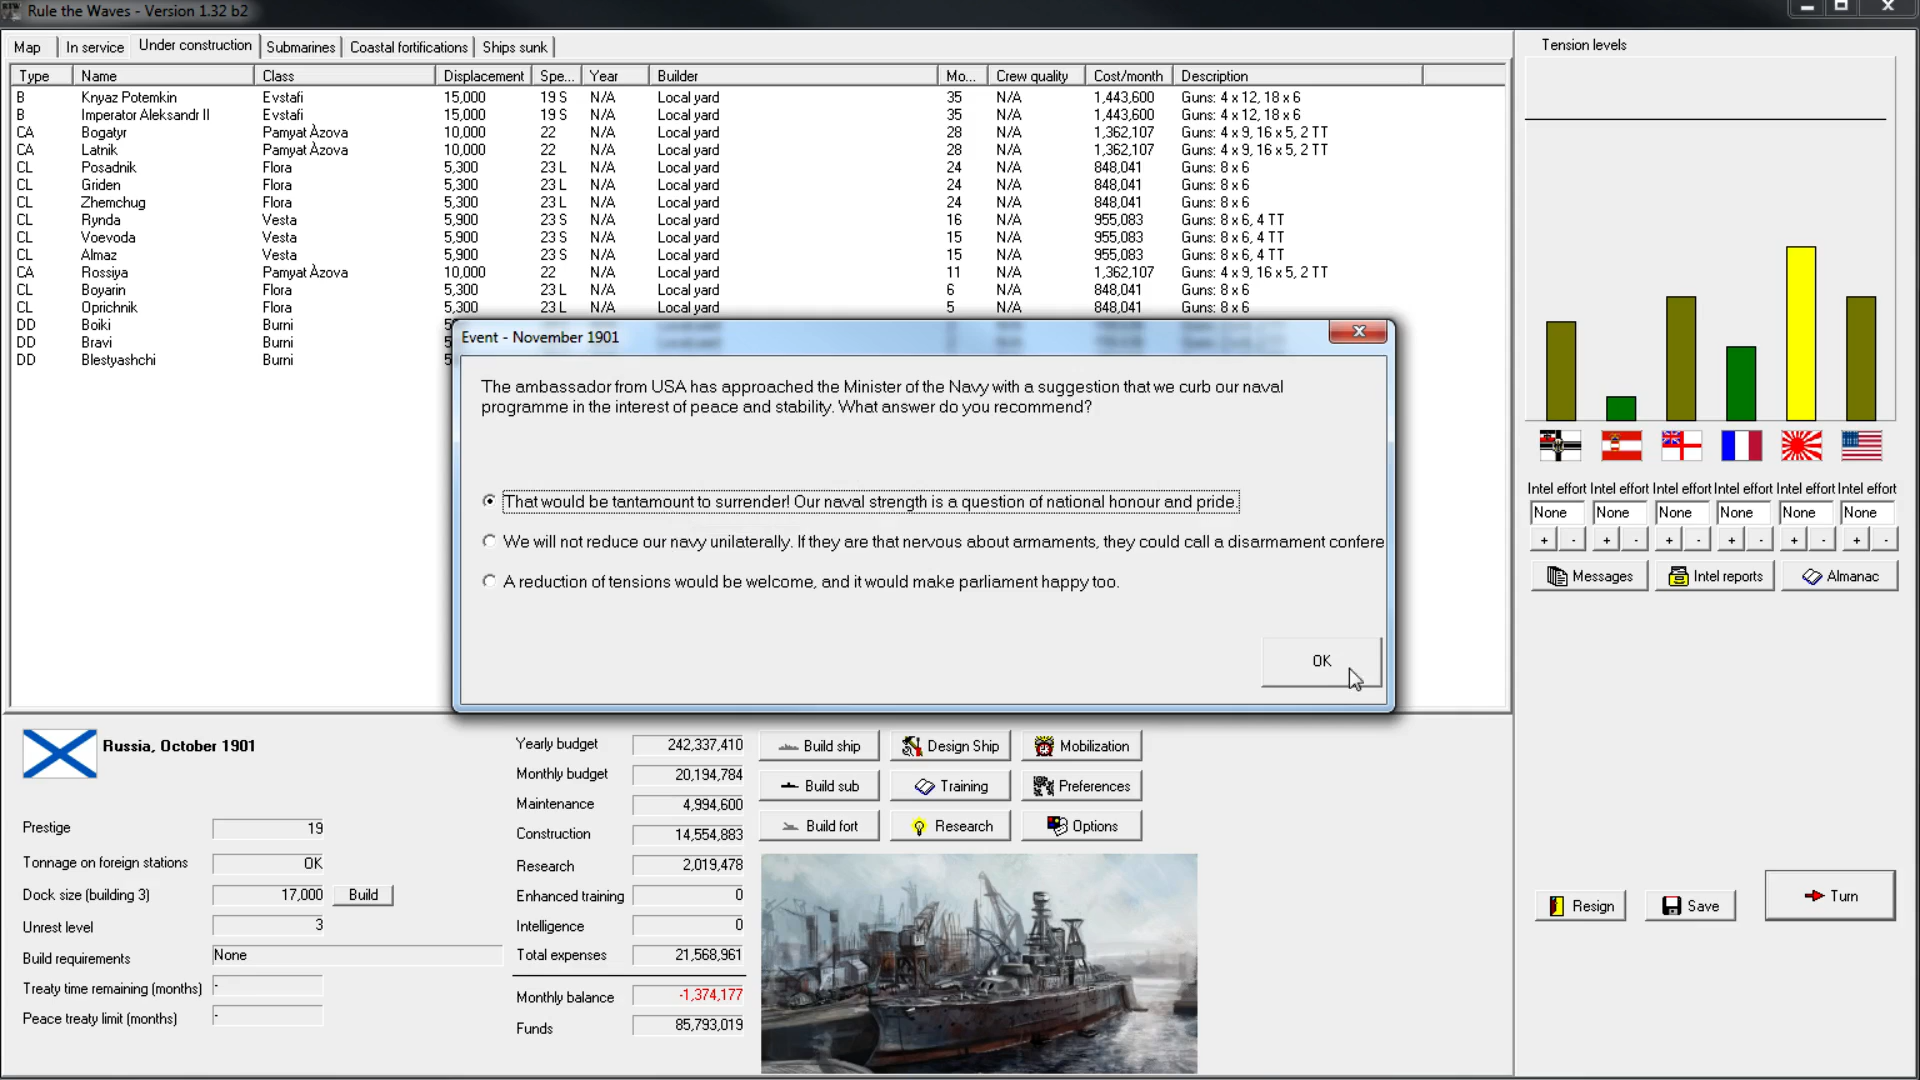 Rule the Waves - Version 1.32 b2
Map In service Under construction Submarines Coastal fortifications Ships sunk
Type Name Class Displacement Spe... Year Builder Mo... Crew quality Cost/month Description
B Knyaz Potemkin Evstafi 15,000 19 S N/A Local yard 35 N/A 1,443,600 Guns: 4 x 12, 18 x 6
B Imperator Aleksandr II Evstafi 15,000 19 S N/A Local yard 35 N/A 1,443,600 Guns: 4 x 12, 18 x 6
CA Bogatyr Pamyat Àzova 10,000 22 N/A Local yard 28 N/A 1,362,107 Guns: 4 x 9, 16 x 5, 2 TT
CA Latnik Pamyat Àzova 10,000 22 N/A Local yard 28 N/A 1,362,107 Guns: 4 x 9, 16 x 5, 2 TT
CL Posadnik Flora 5,300 23 L N/A Local yard 24 N/A 848,041 Guns: 8 x 6
CL Griden Flora 5,300 23 L N/A Local yard 24 N/A 848,041 Guns: 8 x 6
CL Zhemchug Flora 5,300 23 L N/A Local yard 24 N/A 848,041 Guns: 8 x 6
CL Rynda Vesta 5,900 23 S N/A Local yard 16 N/A 955,083 Guns: 8 x 6, 4 TT
CL Voevoda Vesta 5,900 23 S N/A Local yard 15 N/A 955,083 Guns: 8 x 6, 4 TT
CL Almaz Vesta 5,900 23 S N/A Local yard 15 N/A 955,083 Guns: 8 x 6, 4 TT
CA Rossiya Pamyat Àzova 10,000 22 N/A Local yard 11 N/A 1,362,107 Guns: 4 x 9, 16 x 5, 2 TT
CL Boyarin Flora 5,300 23 L N/A Local yard 6 N/A 848,041 Guns: 8 x 6
CL Oprichnik Flora 5,300 23 L N/A Local yard 5 N/A 848,041 Guns: 8 x 6
DD Boiki Burni
DD Bravi Burni
DD Blestyashchi Burni
Event - November 1901
The ambassador from USA has approached the Minister of the Navy with a suggestion that we curb our naval
programme in the interest of peace and stability. What answer do you recommend?
That would be tantamount to surrender! Our naval strength is a question of national honour and pride.
We will not reduce our navy unilaterally. If they are that nervous about armaments, they could call a disarmament confere
A reduction of tensions would be welcome, and it would make parliament happy too.
OK
Tension levels
Intel effort Intel effort Intel effort Intel effort Intel effort Intel effort
None None None None None None
+ - + - + - + - + - + -
Messages Intel reports Almanac
Russia, October 1901
Prestige 19
Tonnage on foreign stations OK
Dock size (building 3) 17,000 Build
Unrest level 3
Build requirements None
Treaty time remaining (months) -
Peace treaty limit (months) -
Yearly budget 242,337,410
Monthly budget 20,194,784
Maintenance 4,994,600
Construction 14,554,883
Research 2,019,478
Enhanced training 0
Intelligence 0
Total expenses 21,568,961
Monthly balance -1,374,177
Funds 85,793,019
Build ship Design Ship Mobilization
Build sub Training Preferences
Build fort Research Options
Resign Save Turn